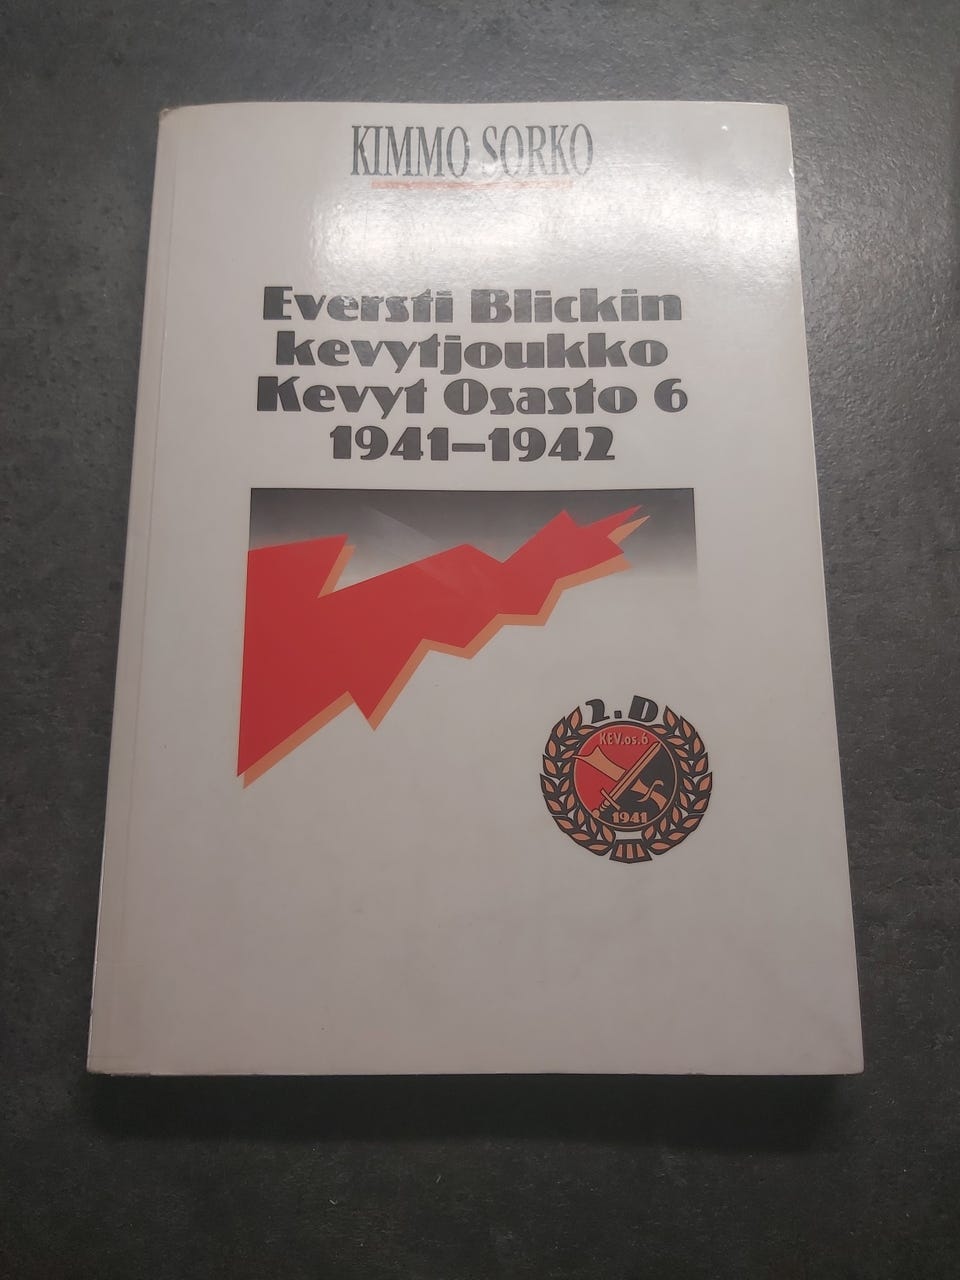 KIMMO SORKO
Eversti Blickin
kevytjoukko
Kevyt Osasto 6
1941–1942
2.D
KEV.os.6
1941